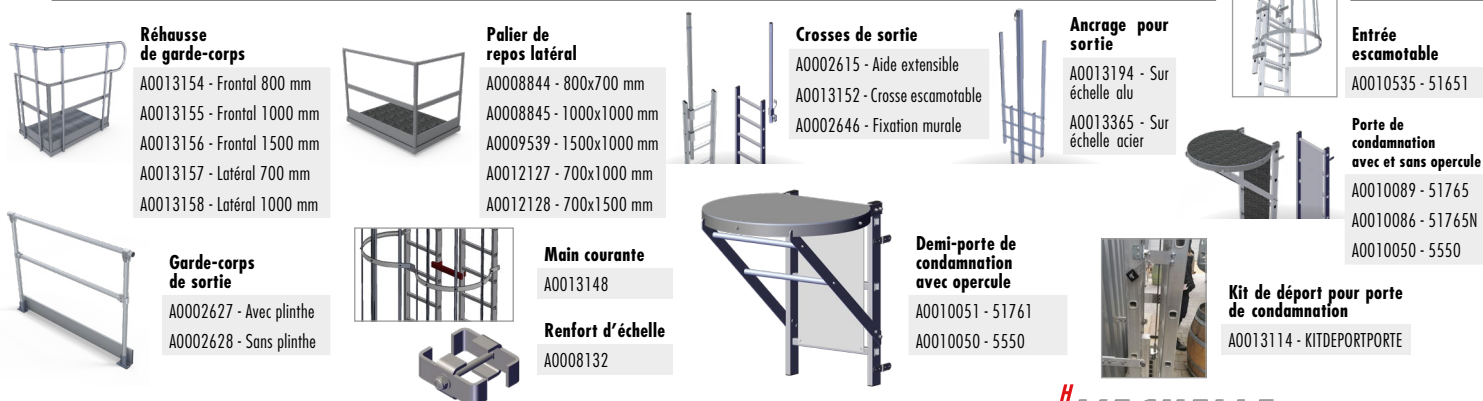 Réhausse
de garde-corps
A0013154 - Frontal 800 mm
A0013155 - Frontal 1000 mm
A0013156 - Frontal 1500 mm
A0013157 - Latéral 700 mm
A0013158 - Latéral 1000 mm
Palier de
repos latéral
A0008844 - 800x700 mm
A0008845 - 1000x1000 mm
A0009539 - 1500x1000 mm
A0012127 - 700x1000 mm
A0012128 - 700x1500 mm
Crosses de sortie
A0002615 - Aide extensible
A0013152 - Crosse escamotable
A0002646 - Fixation murale
Ancrage pour
sortie
A0013194 - Sur
échelle alu
A0013365 - Sur
échelle acier
Entrée
escamotable
A0010535 - 51651
Porte de
condamnation
avec et sans opercule
A0010089 - 51765
A0010086 - 51765N
A0010050 - 5550
Garde-corps
de sortie
A0002627 - Avec plinthe
A0002628 - Sans plinthe
Main courante
A0013148
Renfort d'échelle
A0008132
Demi-porte de
condamnation
avec opercule
A0010051 - 51761
A0010050 - 5550
Kit de déport pour porte
de condamnation
A0013114 - KITDEPORTPORTE
H